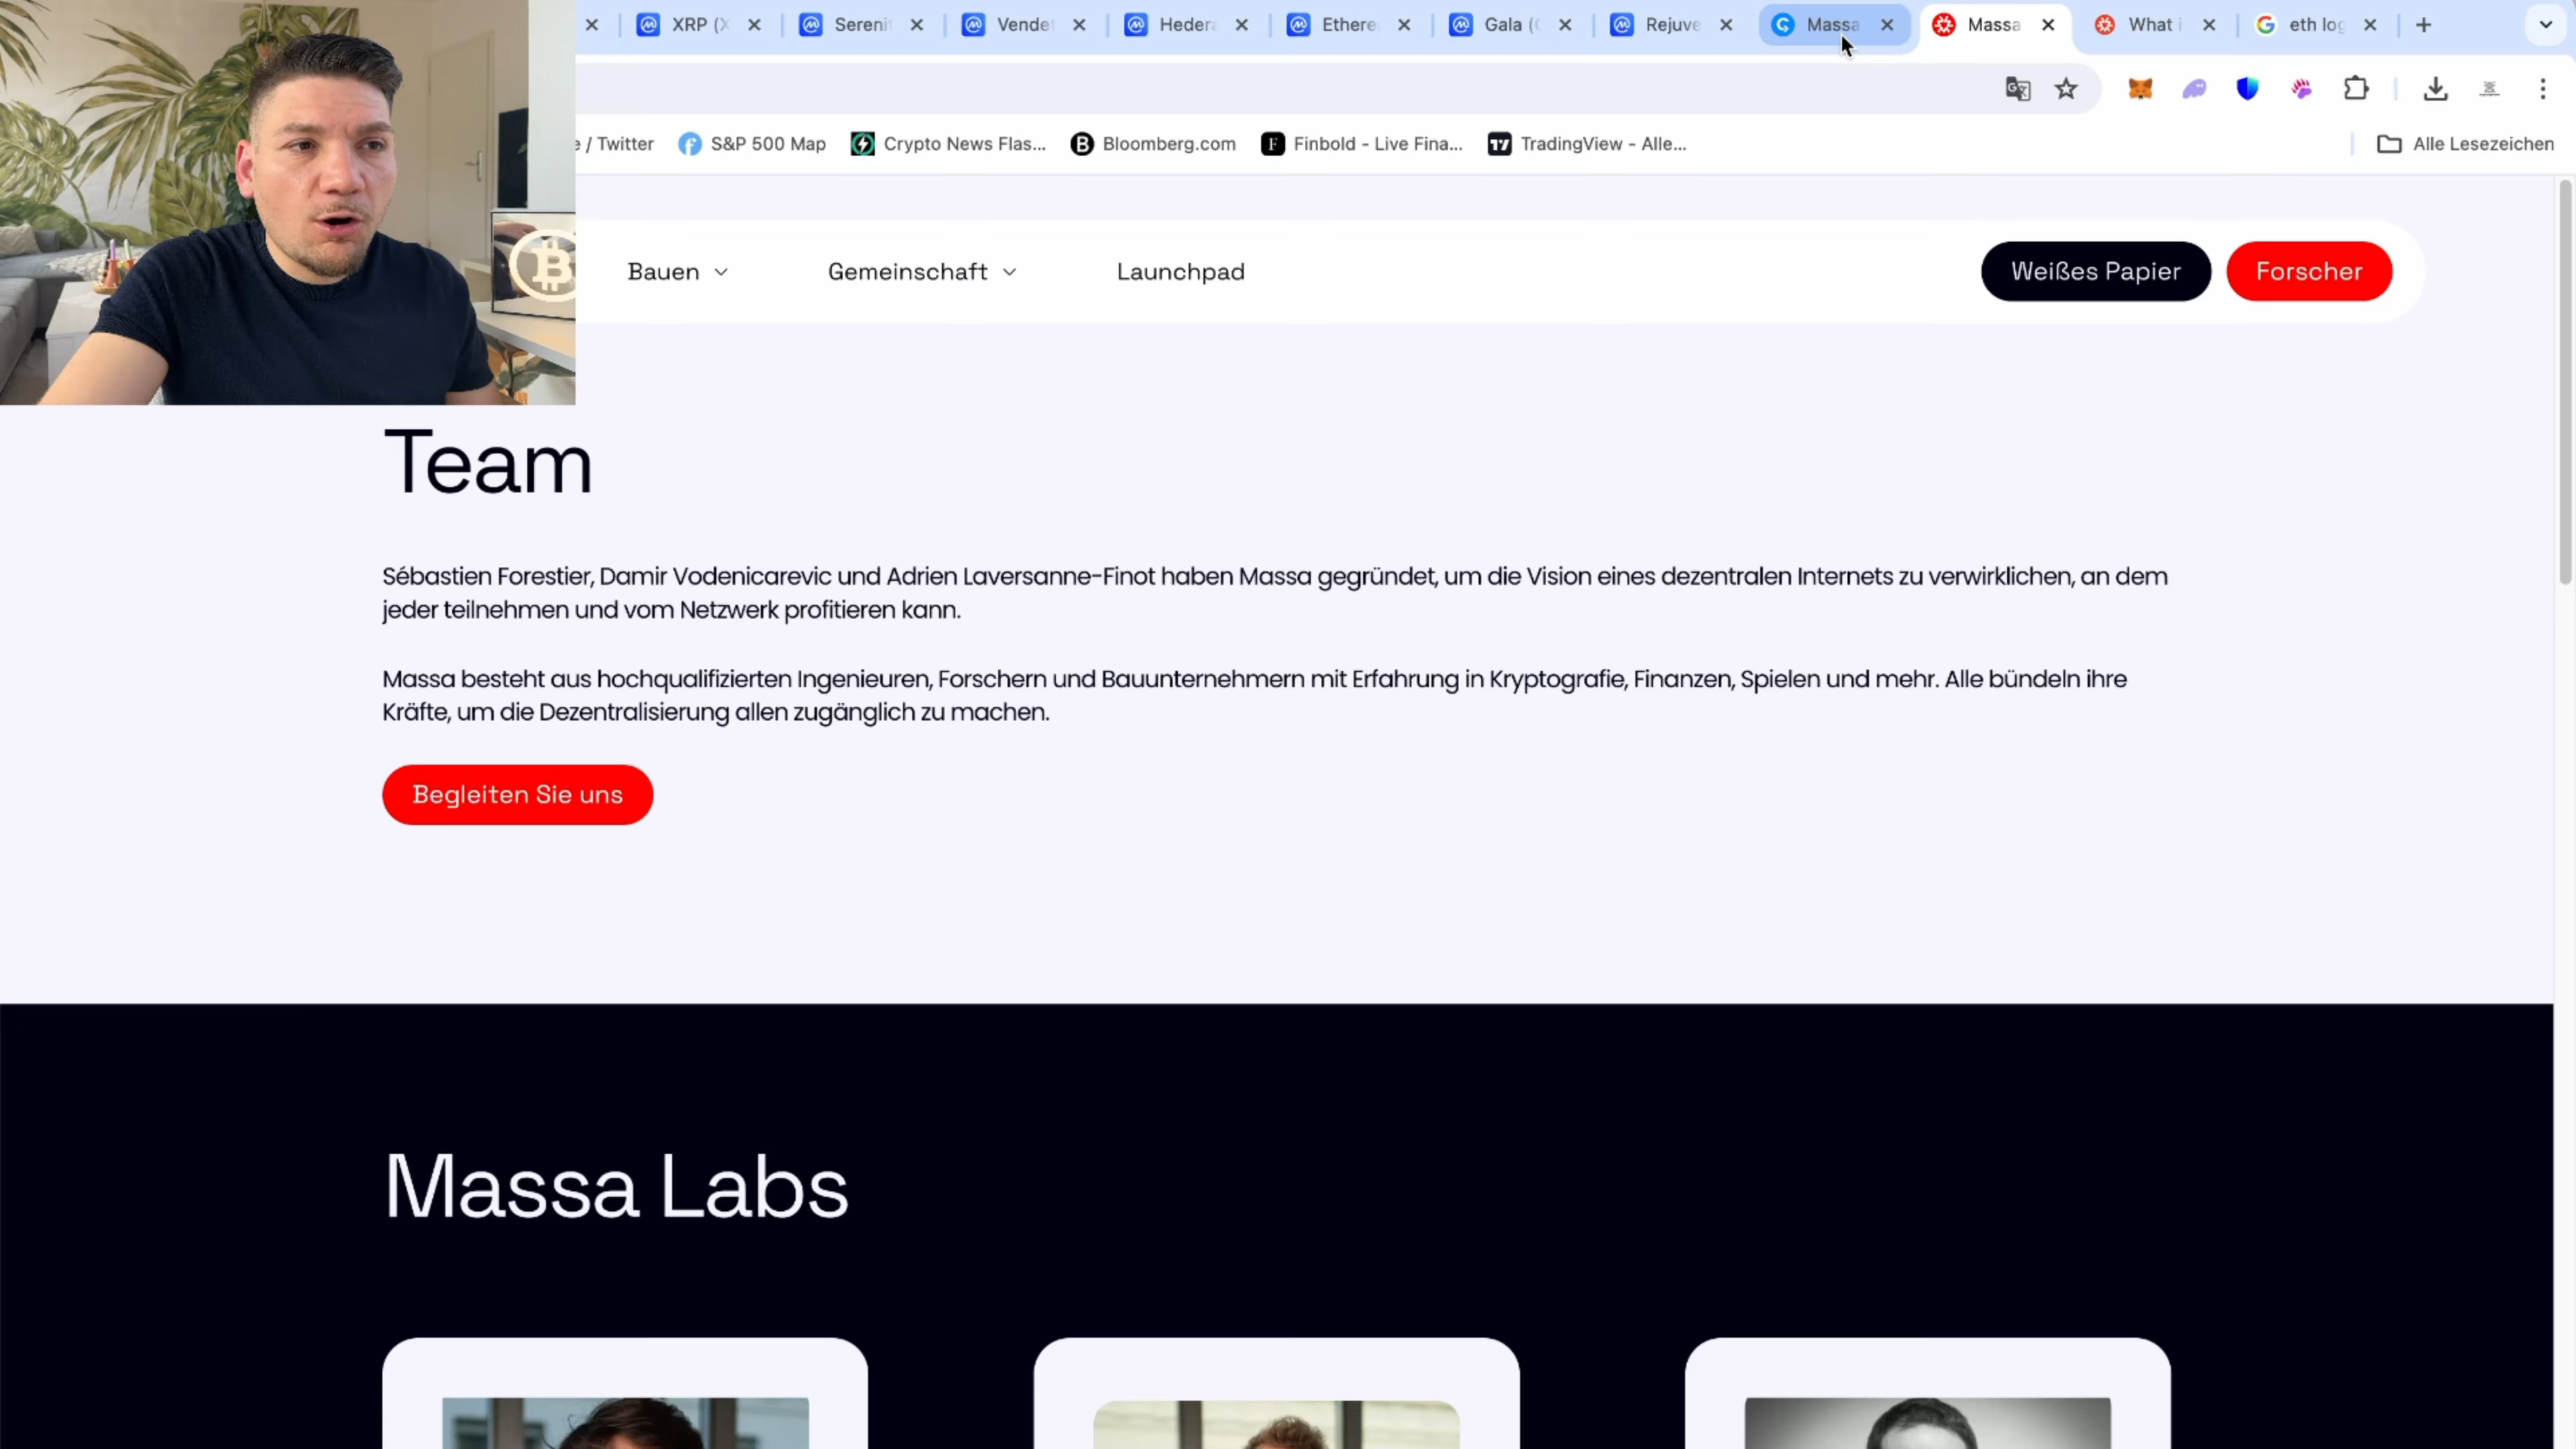 XRP (X
Sereni
Vendet
Hedera
Ethere
Gala (
Rejuve
Massa
Massa
What i
eth log
e / Twitter
S&P 500 Map
Crypto News Flas...
Bloomberg.com
Finbold - Live Fina...
TradingView - Alle...
Alle Lesezeichen
Bauen
Gemeinschaft
Launchpad
Weißes Papier
Forscher
Team
Sébastien Forestier, Damir Vodenicarevic und Adrien Laversanne-Finot haben Massa gegründet, um die Vision eines dezentralen Internets zu verwirklichen, an dem
jeder teilnehmen und vom Netzwerk profitieren kann.
Massa besteht aus hochqualifizierten Ingenieuren, Forschern und Bauunternehmern mit Erfahrung in Kryptografie, Finanzen, Spielen und mehr. Alle bündeln ihre
Kräfte, um die Dezentralisierung allen zugänglich zu machen.
Begleiten Sie uns
Massa Labs